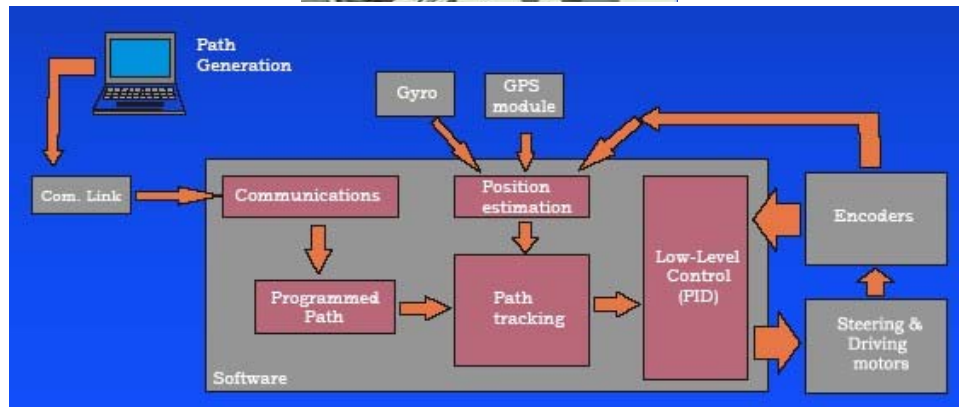 Path
Generation
Gyro
GPS
module
Com. Link
Communications
Position
estimation
Encoders
Low-Level
Control
(PID)
Programmed
Path
Path
tracking
Steering &
Driving
motors
Software